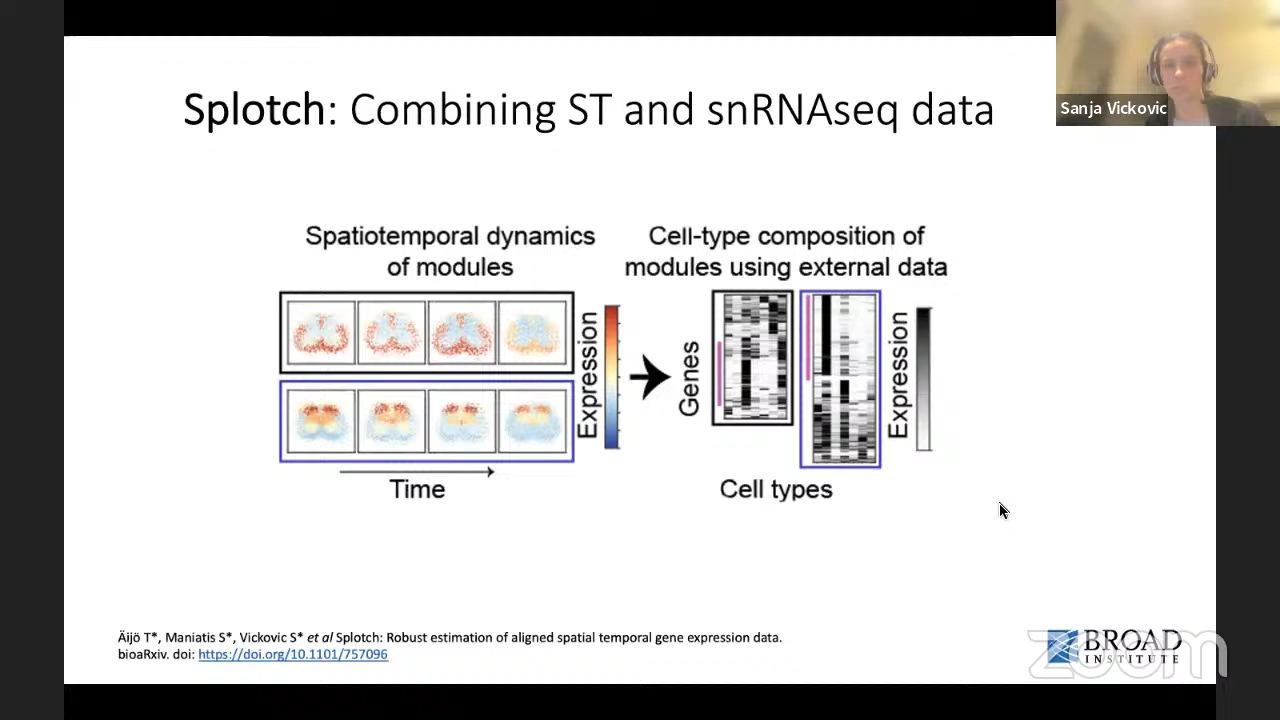 Splotch: Combining ST and snRNAseq data
Sanja Vickovic
Spatiotemporal dynamics
of modules
Cell-type composition of
modules using external data
Expression
Genes
Expression
Time
Cell types
Äijö T*, Maniatis S*, Vickovic S* et al Splotch: Robust estimation of aligned spatial temporal gene expression data.
bioaRxiv. doi: https://doi.org/10.1101/757096
BROAD
INSTITUTE
zoom